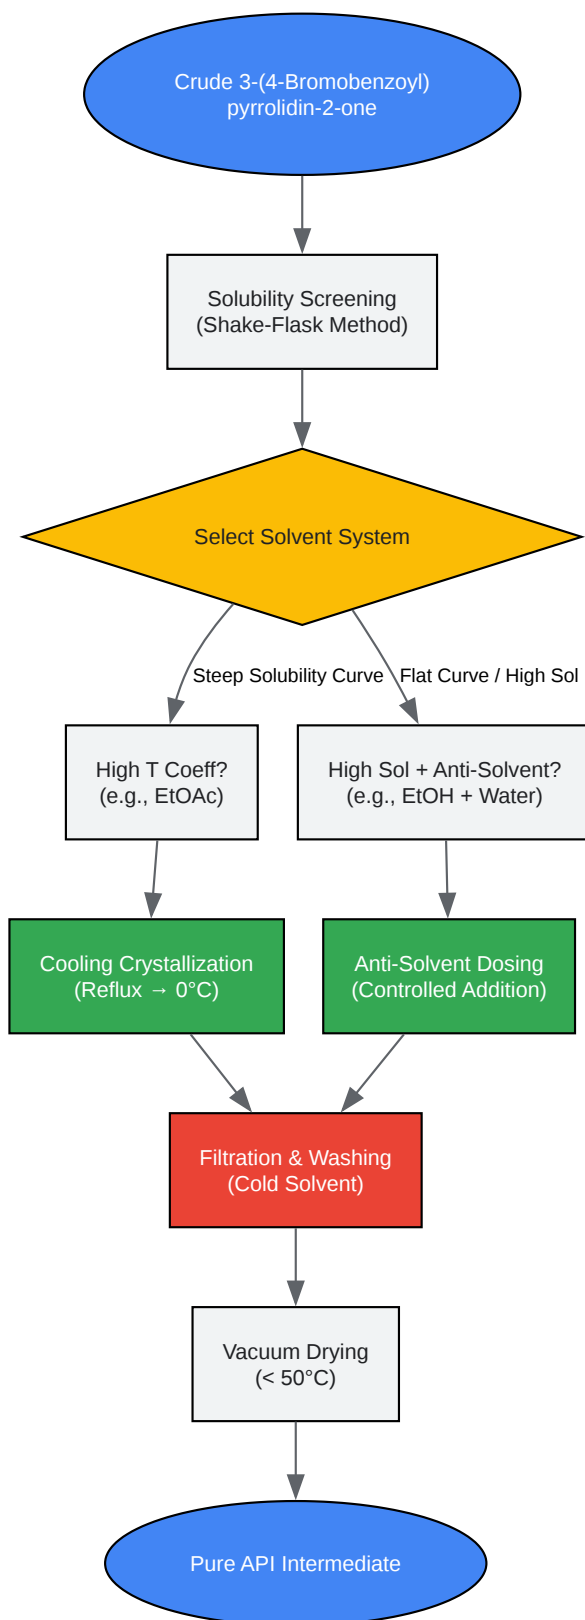 Crude 3-(4-Bromobenzoyl)
pyrrolidin-2-one
Solubility Screening
(Shake-Flask Method)
Select Solvent System
Steep Solubility Curve
Flat Curve / High Sol
High T Coeff?
(e.g., EtOAc)
High Sol + Anti-Solvent?
(e.g., EtOH + Water)
Cooling Crystallization
(Reflux → 0°C)
Anti-Solvent Dosing
(Controlled Addition)
Filtration & Washing
(Cold Solvent)
Vacuum Drying
(< 50°C)
Pure API Intermediate